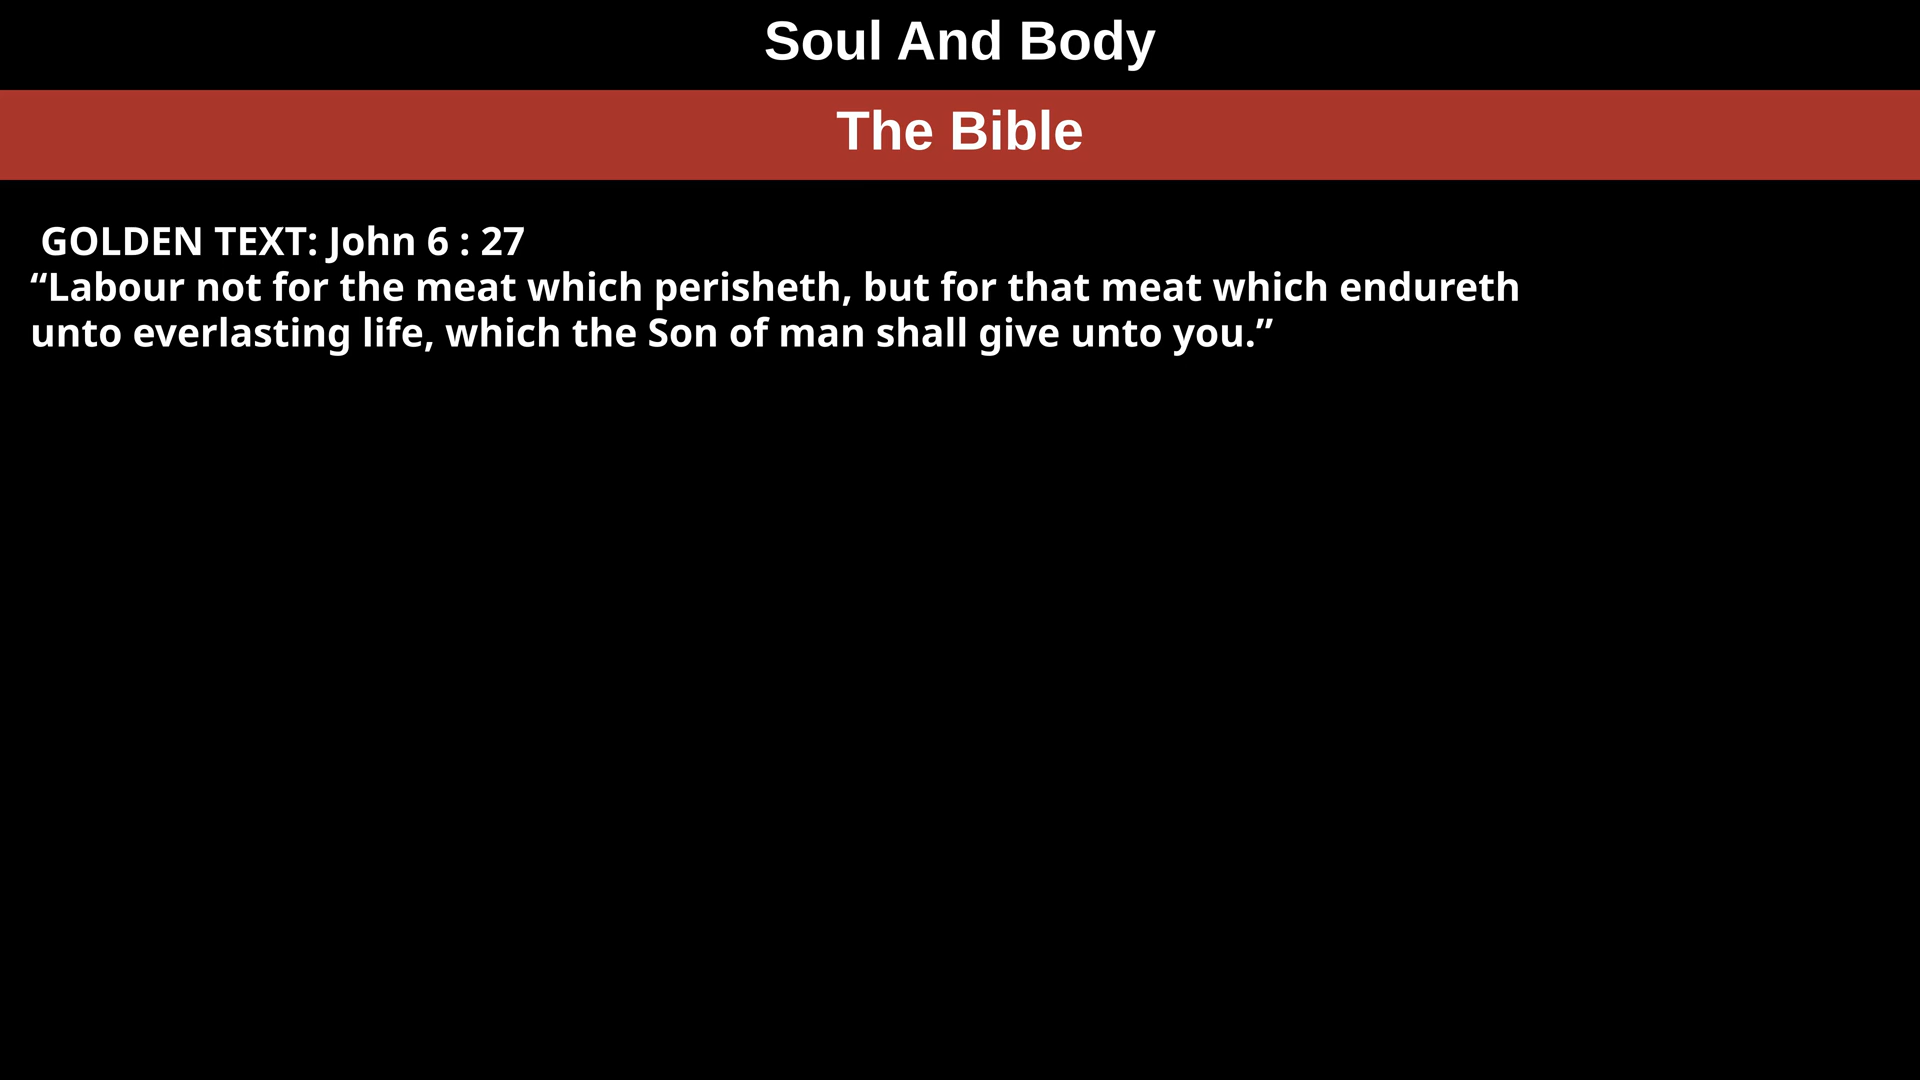 Soul And Body
The Bible
GOLDEN TEXT: John 6 : 27
“Labour not for the meat which perisheth, but for that meat which endureth
unto everlasting life, which the Son of man shall give unto you.”